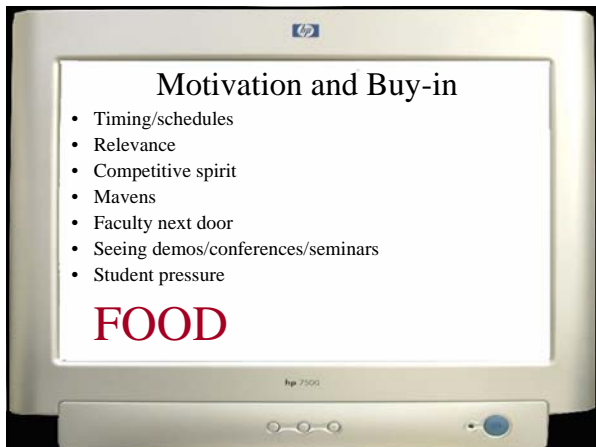 hp
Motivation and Buy-in
• Timing/schedules
• Relevance
• Competitive spirit
• Mavens
• Faculty next door
• Seeing demos/conferences/seminars
• Student pressure
FOOD
hp 7500